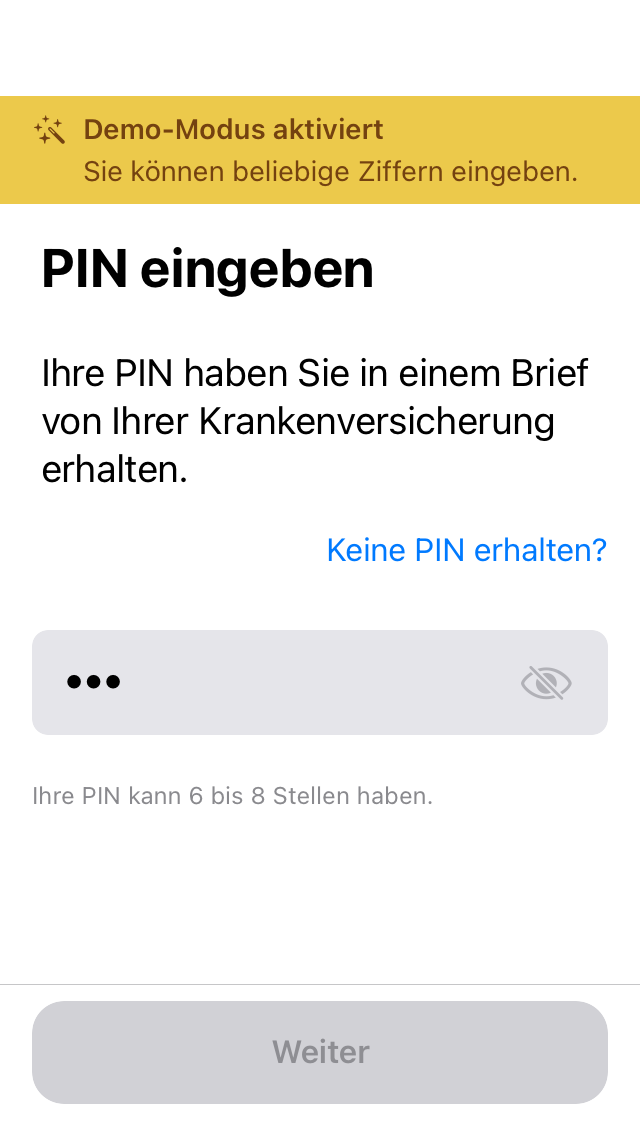 Demo-Modus aktiviert
Sie können beliebige Ziffern eingeben.
PIN eingeben
Ihre PIN haben Sie in einem Brief
von Ihrer Krankenversicherung
erhalten.
Keine PIN erhalten?
•••
Ihre PIN kann 6 bis 8 Stellen haben.
Weiter